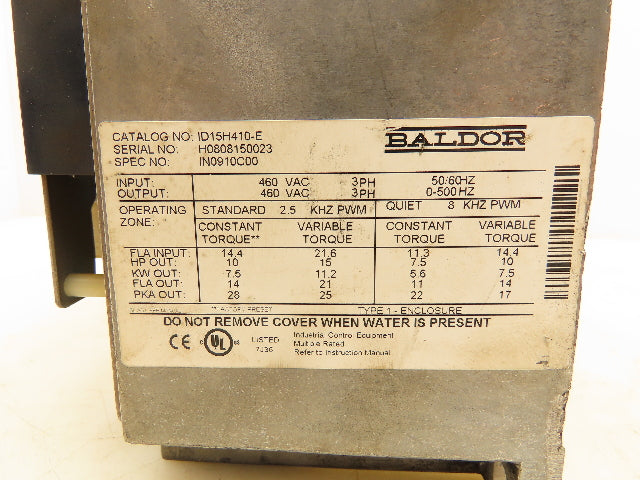 CATALOG NO: ID15H410-E
BALDOR
SERIAL NO: H0808150023
SPEC NO: IN0910C00
INPUT: 460 VAC 3PH 50/60HZ
OUTPUT: 460 VAC 3PH 0-500HZ
OPERATING ZONE: STANDARD 2.5 KHZ PWM QUIET 8 KHZ PWM
CONSTANT TORQUE** VARIABLE TORQUE CONSTANT TORQUE VARIABLE TORQUE
FLA INPUT: 14.4 21.6 11.3 14.4
HP OUT: 10 15 7.5 10
KW OUT: 7.5 11.2 5.6 7.5
FLA OUT: 14 21 11 14
PKA OUT: 28 25 22 17
TYPE 1 - ENCLOSURE
DO NOT REMOVE COVER WHEN WATER IS PRESENT
CE C UL US LISTED Industrial Control Equipment
7J36 Multiple Rated
Refer to Instruction Manual